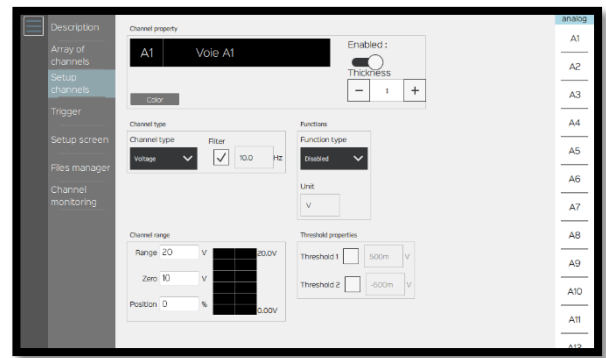 Description
Array of
channels
Setup
channels
Trigger
Setup screen
Files manager
Channel
monitoring
Channel property
A1 Voie A1
Color
Enabled :
Thickness
− 1 +
Channel type
Channel type Filter
Voltage 10.0 Hz
Functions
Function type
Disabled
Unit
V
Channel range
Range 20 V 20.0V
Zero 10 V
Position 0 % 0.00V
Threshold properties
Threshold 1 500m V
Threshold 2 -500m V
analog
A1
A2
A3
A4
A5
A6
A7
A8
A9
A10
A11
A12